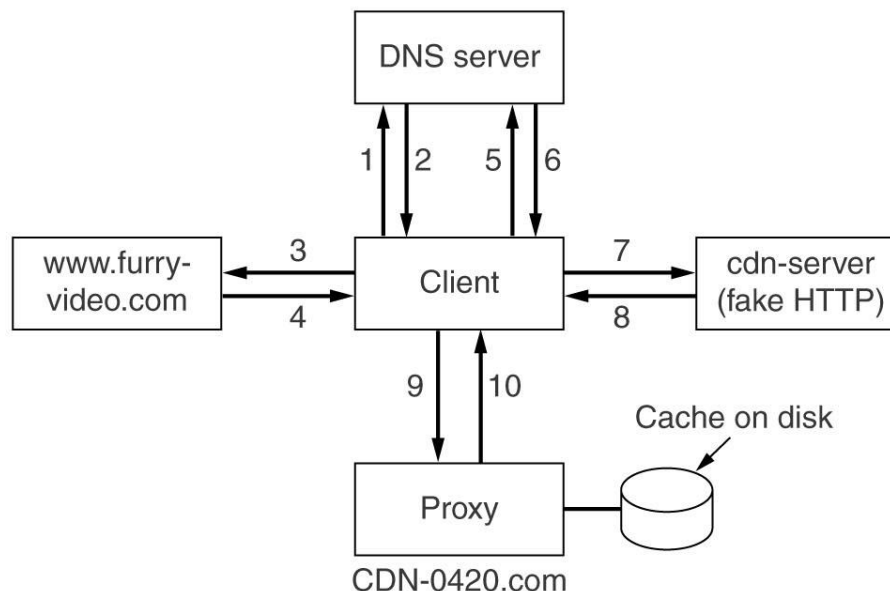 DNS server
1
2
5
6
www.furry-
video.com
3
4
Client
7
8
cdn-server
(fake HTTP)
9
10
Cache on disk
Proxy
CDN-0420.com